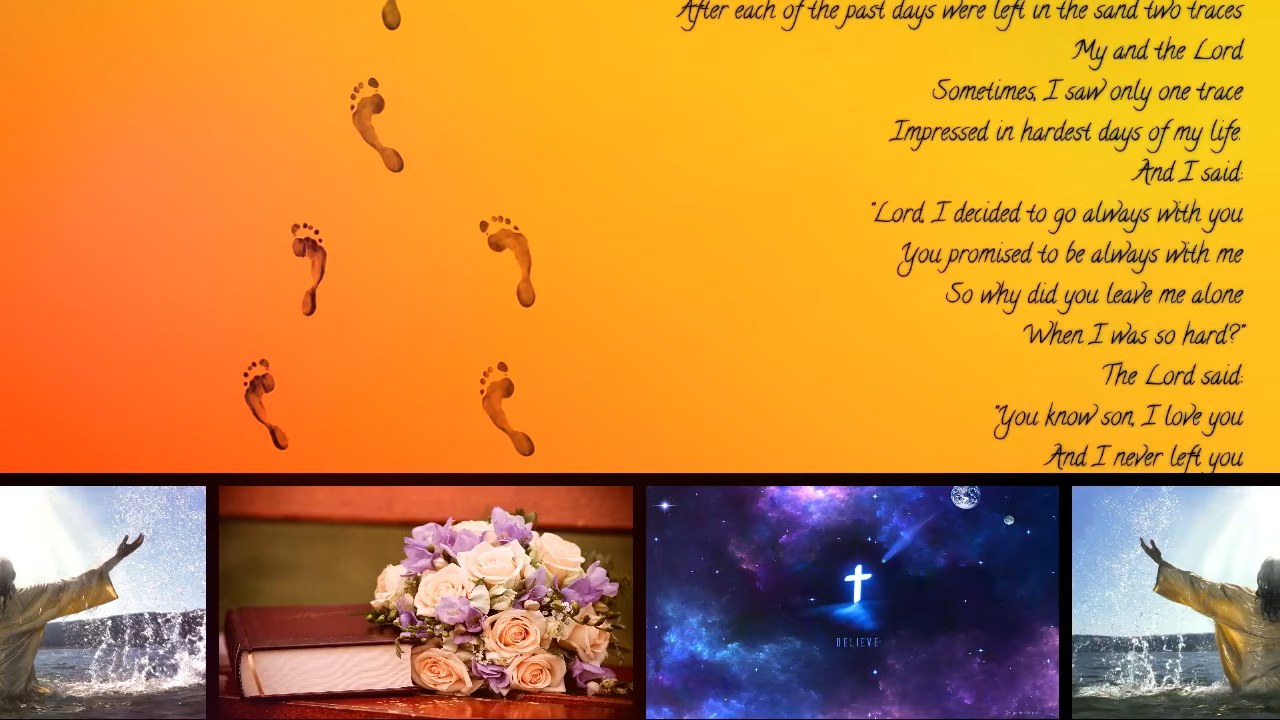 After each of the past days were left in the sand two traces
My and the Lord
Sometimes, I saw only one trace
Impressed in hardest days of my life.
And I said:
"Lord, I decided to go always with you
You promised to be always with me
So why did you leave me alone
When I was so hard?"
The Lord said:
"You know son, I love you
And I never left you
BELIEVE